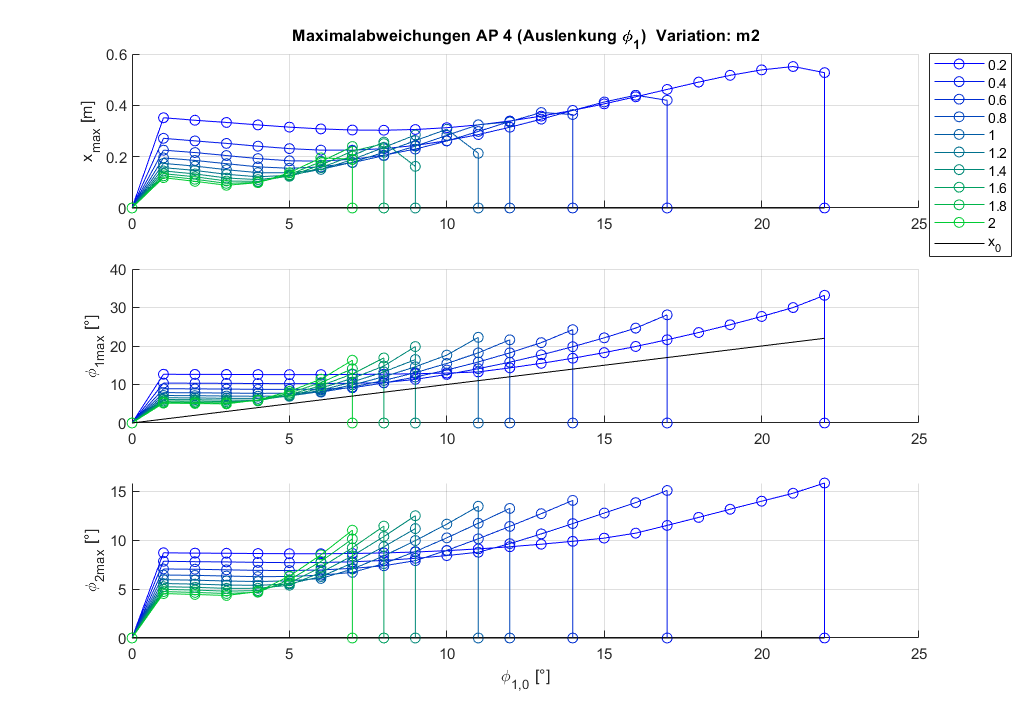 Maximalabweichungen AP 4 (Auslenkung ϕ1)  Variation: m2
xmax [m]
0.6
0.4
0.2
0
0 5 10 15 20 25
0.2
0.4
0.6
0.8
1
1.2
1.4
1.6
1.8
2
x0
ϕ1max [°]
40
30
20
10
0
0 5 10 15 20 25
ϕ2max [°]
15
10
5
0
0 5 10 15 20 25
ϕ1,0 [°]